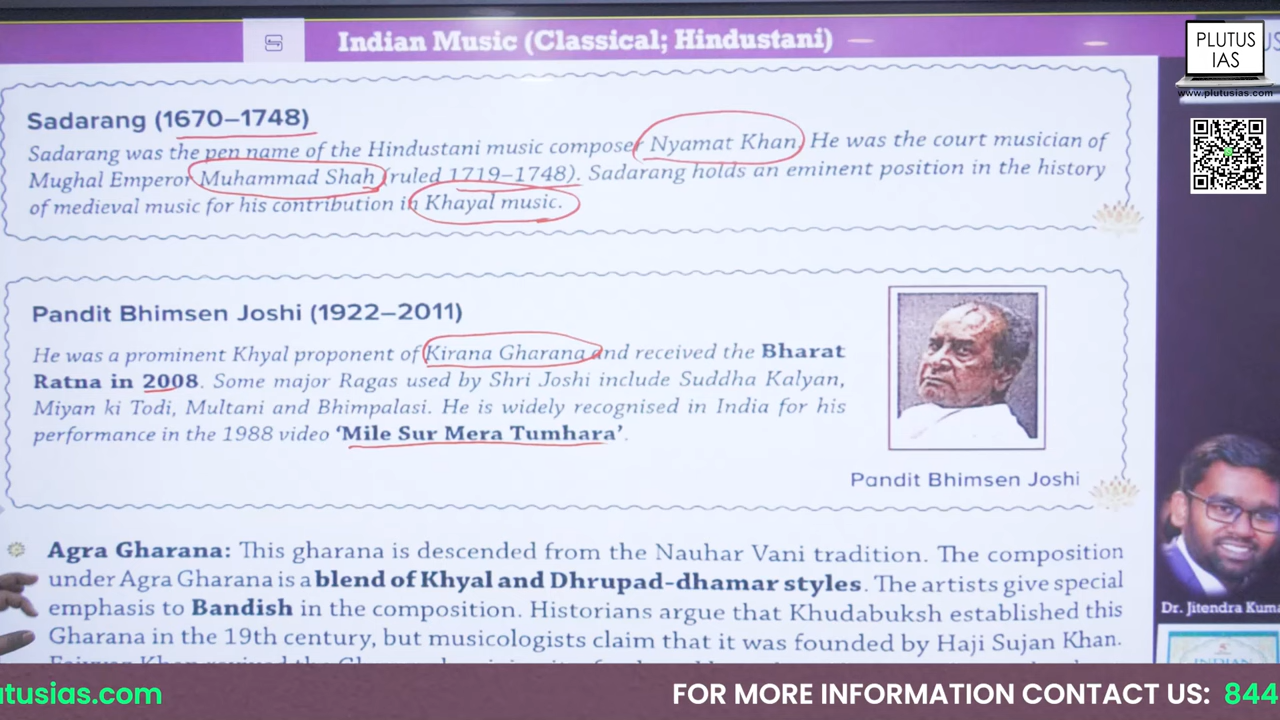 Indian Music (Classical; Hindustani)
PLUTUS
IAS
www.plutusias.com
Sadarang (1670–1748)
Sadarang was the pen name of the Hindustani music composer Nyamat Khan. He was the court musician of
Mughal Emperor Muhammad Shah (ruled 1719–1748). Sadarang holds an eminent position in the history
of medieval music for his contribution in Khayal music.
Pandit Bhimsen Joshi (1922–2011)
He was a prominent Khyal proponent of Kirana Gharana and received the Bharat
Ratna in 2008. Some major Ragas used by Shri Joshi include Suddha Kalyan,
Miyan ki Todi, Multani and Bhimpalasi. He is widely recognised in India for his
performance in the 1988 video ‘Mile Sur Mera Tumhara’.
Pandit Bhimsen Joshi
Agra Gharana: This gharana is descended from the Nauhar Vani tradition. The composition
under Agra Gharana is a blend of Khyal and Dhrupad-dhamar styles. The artists give special
emphasis to Bandish in the composition. Historians argue that Khudabuksh established this
Gharana in the 19th century, but musicologists claim that it was founded by Haji Sujan Khan.
Dr. Jitendra Kuma
utusias.com
FOR MORE INFORMATION CONTACT US: 844